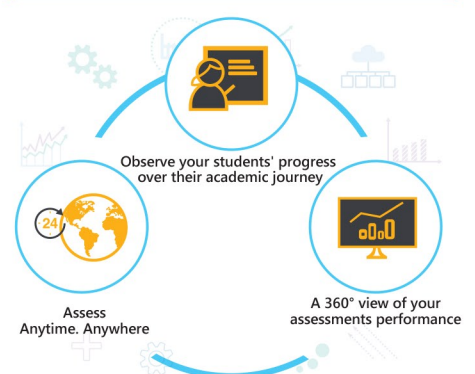 Observe your students' progress
over their academic journey
24
Assess
Anytime. Anywhere
A 360° view of your
assessments performance